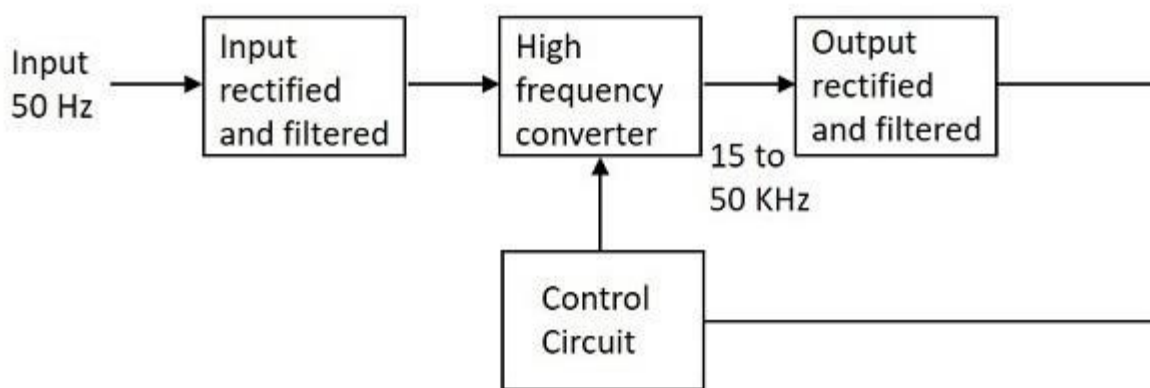 Input
50 Hz
Input
rectified
and filtered
High
frequency
converter
15 to
50 KHz
Output
rectified
and filtered
Control
Circuit